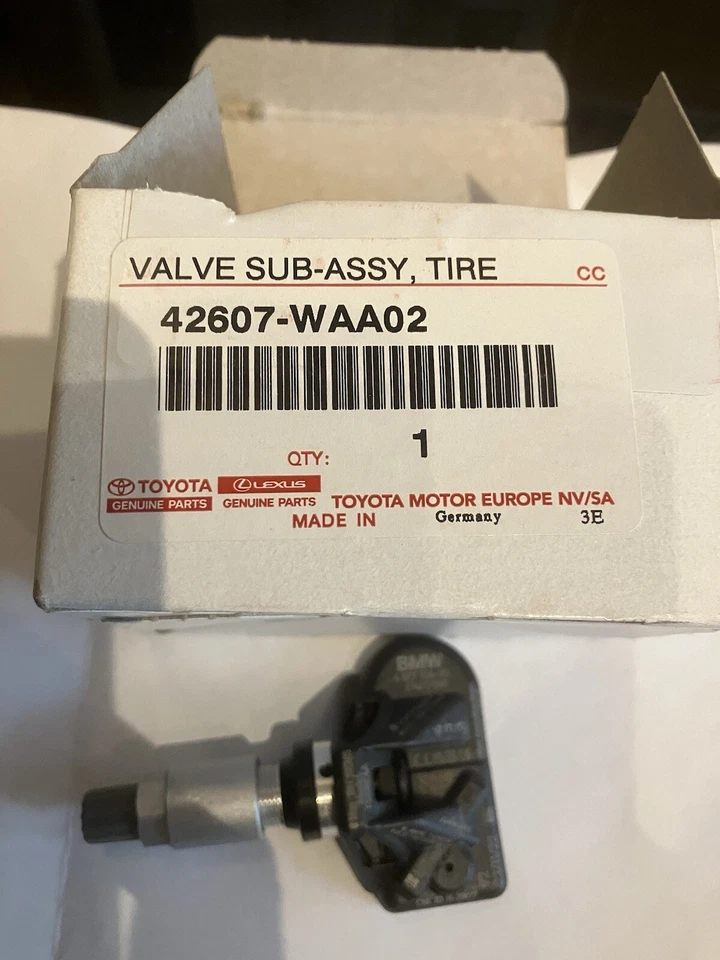 VALVE SUB-ASSY, TIRE CC
42607-WAA02
QTY: 1
TOYOTA LEXUS
GENUINE PARTS GENUINE PARTS TOYOTA MOTOR EUROPE NV/SA
MADE IN Germany 3E
BMW